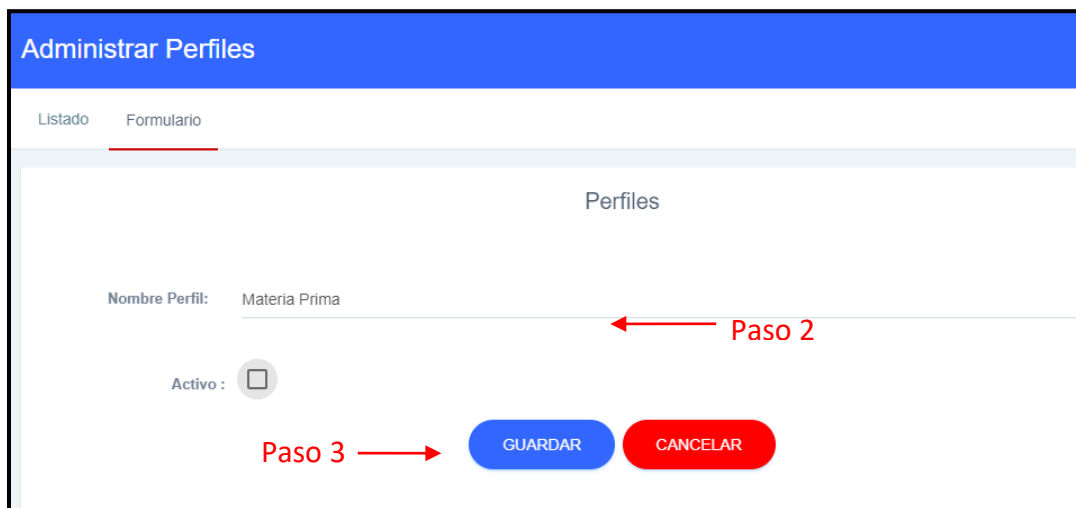 Administrar Perfiles
Listado Formulario
Perfiles
Nombre Perfil: Materia Prima
Paso 2
Activo :
Paso 3 GUARDAR CANCELAR